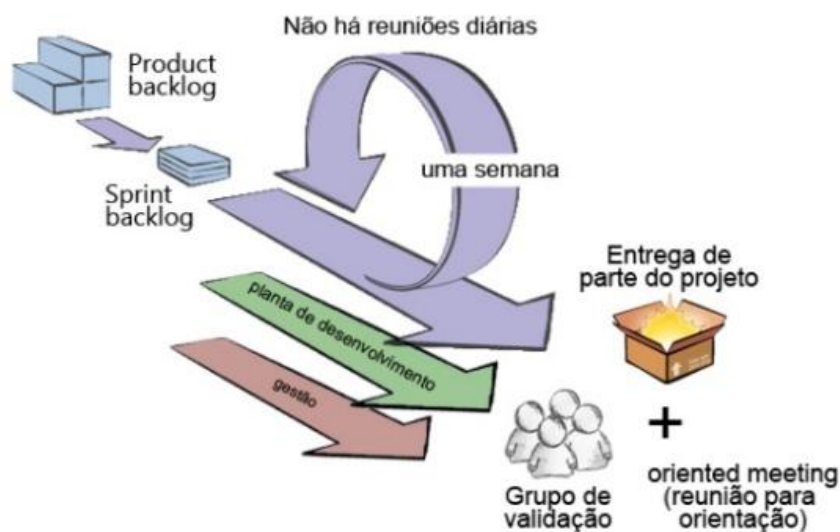 Não há reuniões diárias
Product
backlog
uma semana
Sprint
backlog
Entrega de
parte do projeto
planta de desenvolvimento
gestão
+
Grupo de
validação
oriented meeting
(reunião para
orientação)